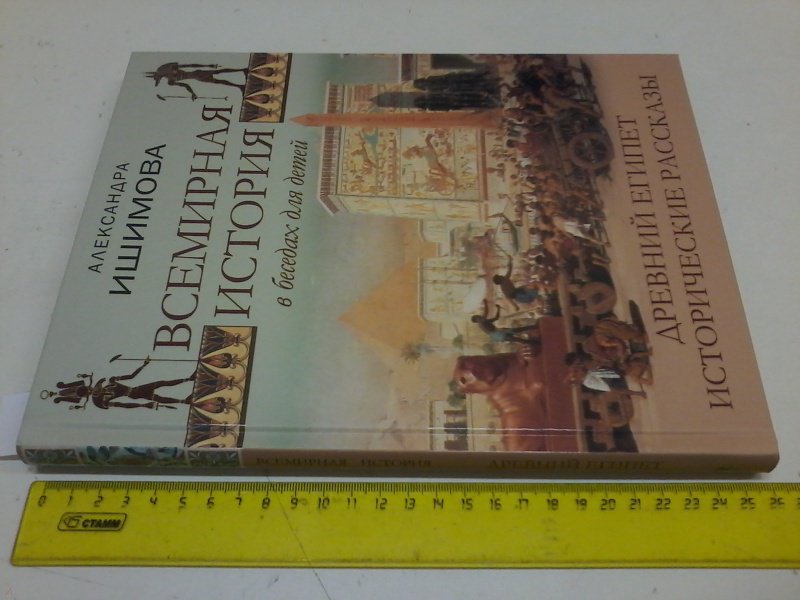 АЛЕКСАНДРА
ИШИМОВА
ВСЕМИРНАЯ
ИСТОРИЯ
в беседах для детей
ДРЕВНИЙ ЕГИПЕТ
ИСТОРИЧЕСКИЕ РАССКАЗЫ
ВСЕМИРНАЯ ИСТОРИЯ ДРЕВНИЙ ЕГИПЕТ
0 1 2 3 4 5 6 7 8 9 10 11 12 13 14 15 16 17 18 19 20 21 22 23 24 25 26
СТАММ